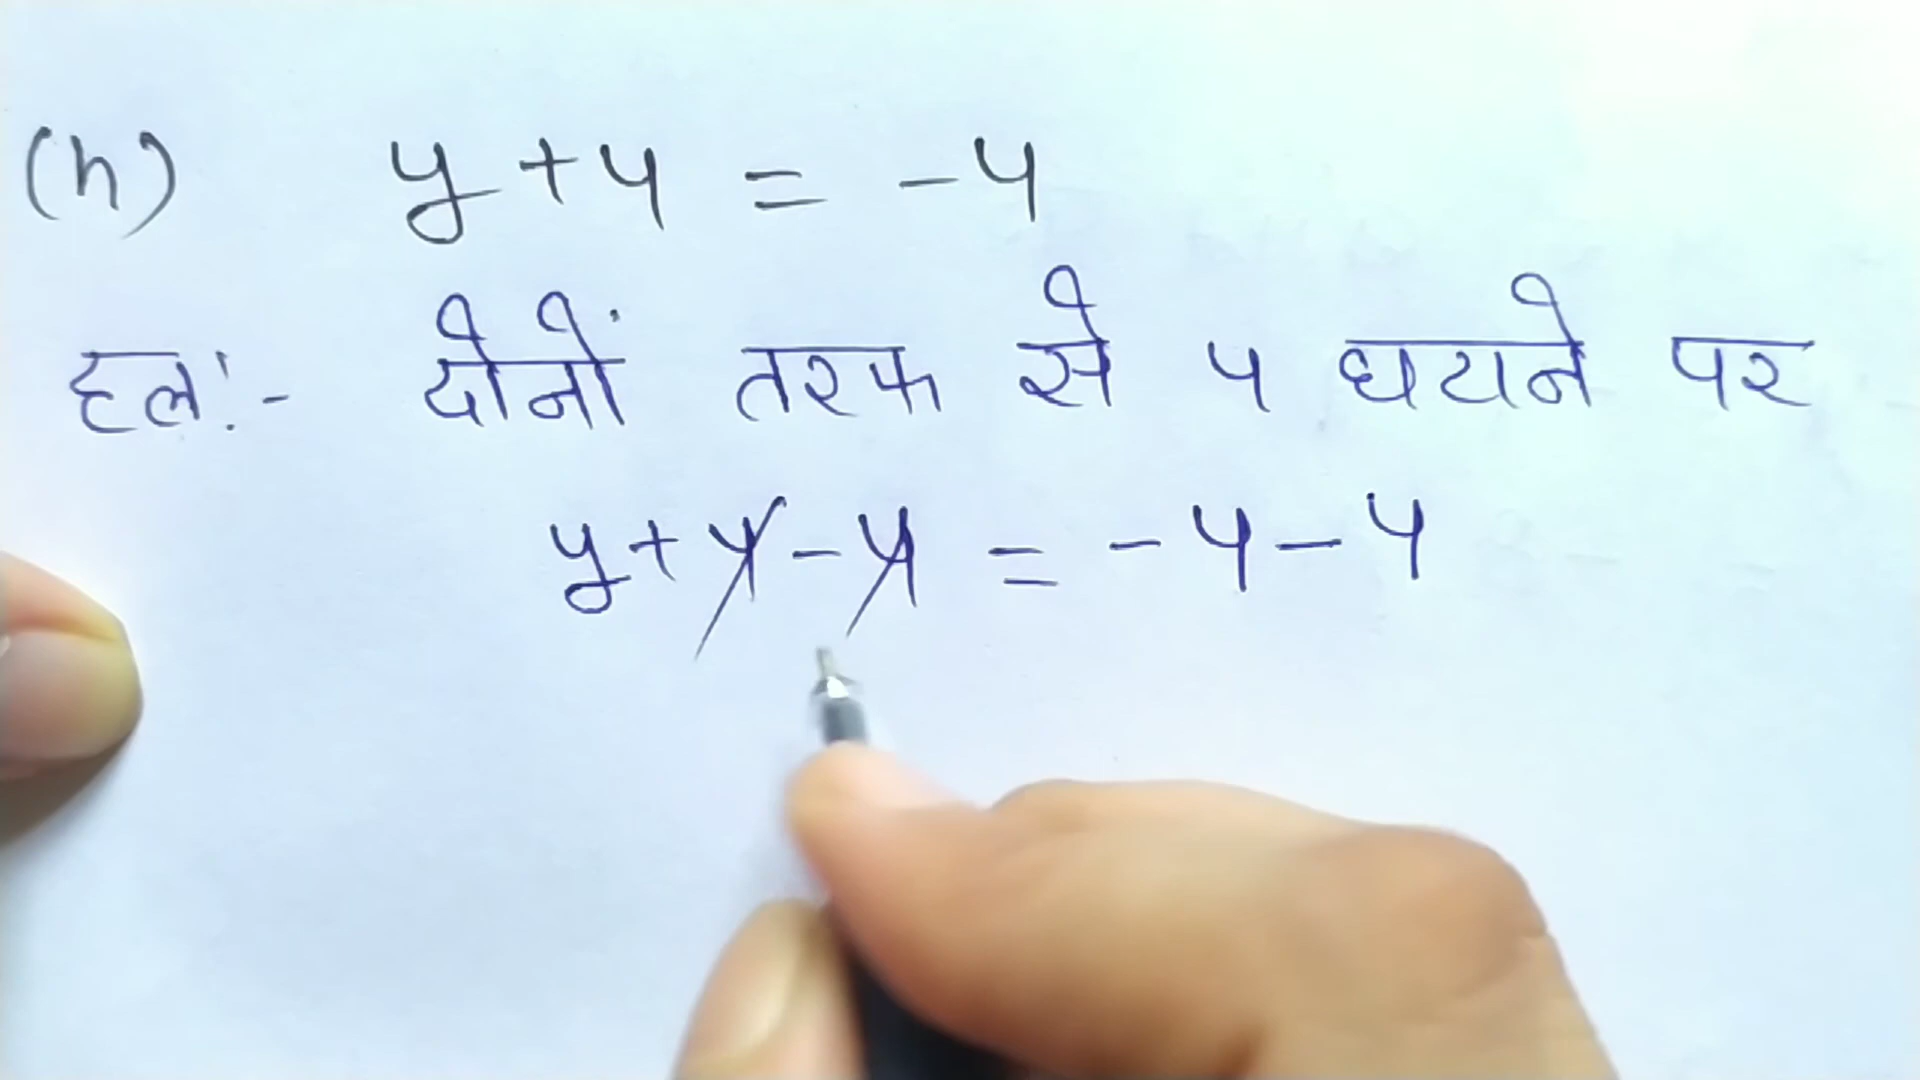 (h) y + 4 = - 4
हल:- दोनों तरफ से 4 घटाने पर
y + 4 - 4 = - 4 - 4